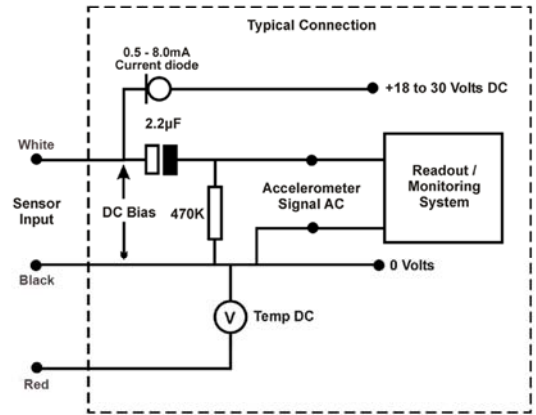 Typical Connection
0.5 - 8.0mA
Current diode
+18 to 30 Volts DC
2.2µF
White
Readout /
Monitoring
System
Accelerometer
Signal AC
Sensor
Input
DC Bias
470K
0 Volts
Black
V
Temp DC
Red